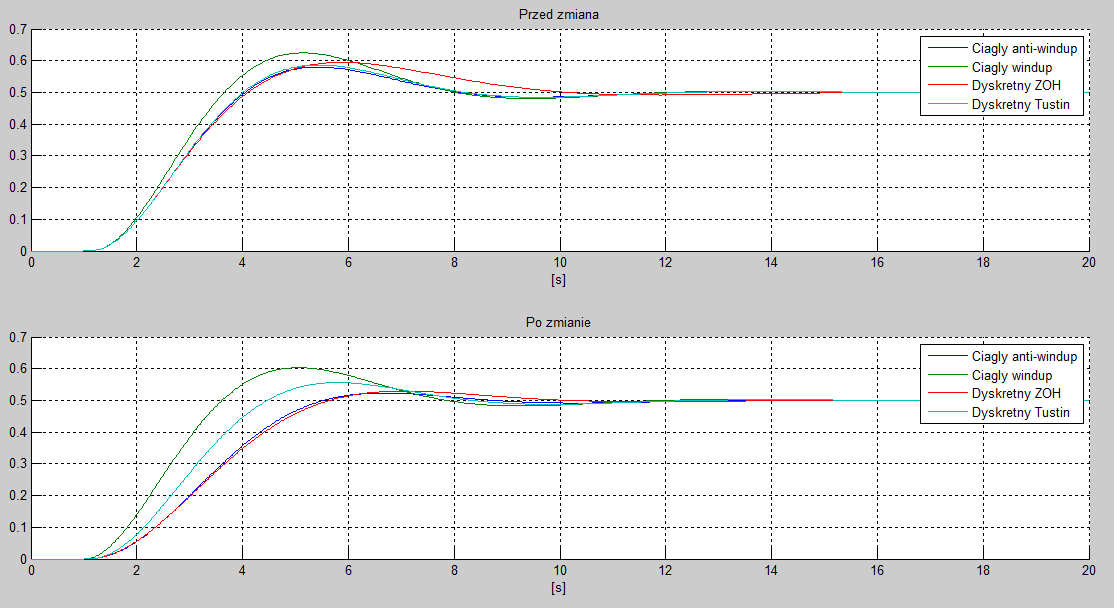 Przed zmiana
0.7
0.6
0.5
0.4
0.3
0.2
0.1
0
Ciagly anti-windup
Ciagly windup
Dyskretny ZOH
Dyskretny Tustin
0 2 4 6 8 10 12 14 16 18 20
[s]
Po zmianie
0.7
0.6
0.5
0.4
0.3
0.2
0.1
0
Ciagly anti-windup
Ciagly windup
Dyskretny ZOH
Dyskretny Tustin
0 2 4 6 8 10 12 14 16 18 20
[s]